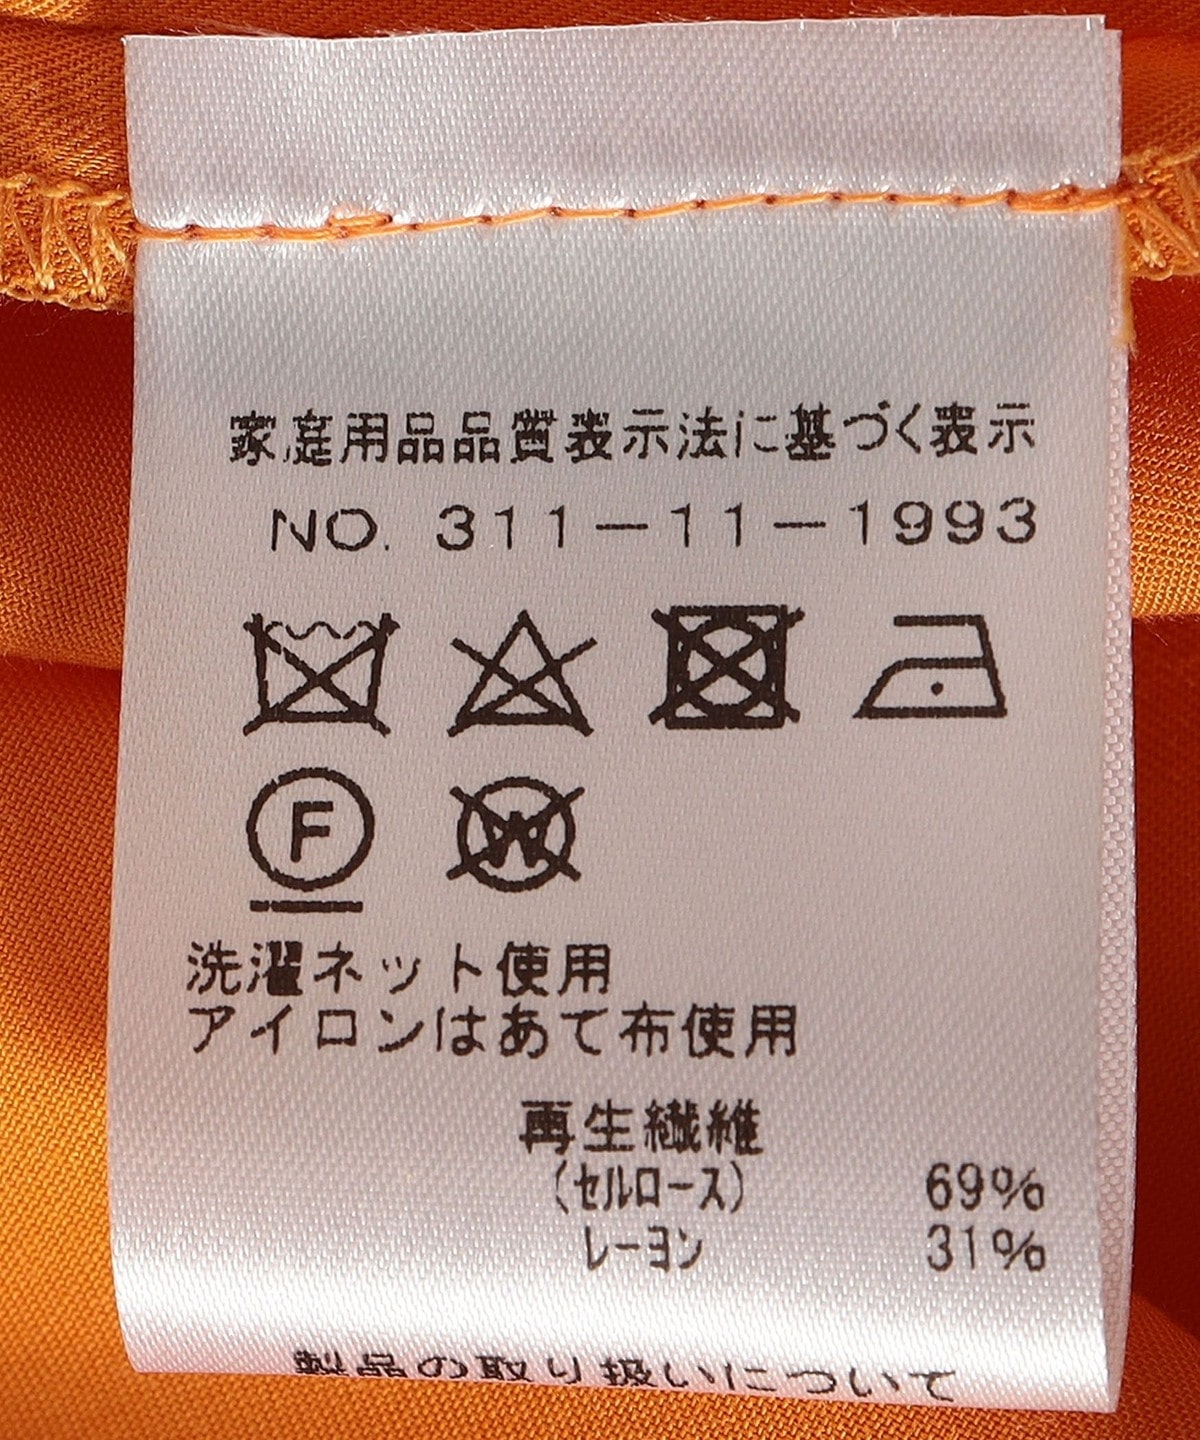 家庭用品品質表示法に基づく表示
NO. 311-11-1993
F
W
洗濯ネット使用
アイロンはあて布使用
再生繊維
(セルロース) 69%
レーヨン 31%
製品の取り扱いについて